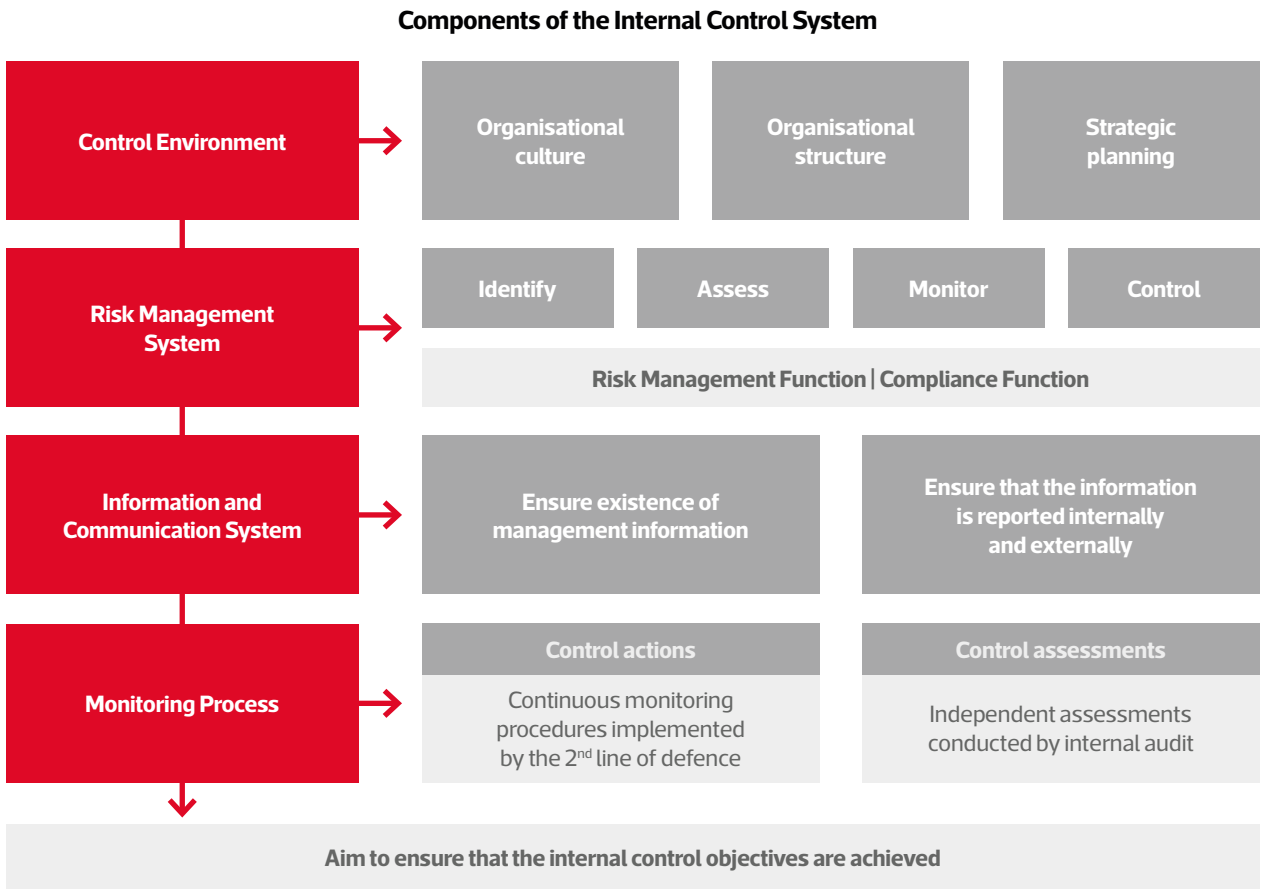 Components of the Internal Control System
Control Environment
Organisational
culture
Organisational
structure
Strategic
planning
Risk Management
System
Identify
Assess
Monitor
Control
Risk Management Function | Compliance Function
Information and
Communication System
Ensure existence of
management information
Ensure that the information
is reported internally
and externally
Monitoring Process
Control actions
Continuous monitoring
procedures implemented
by the 2nd line of defence
Control assessments
Independent assessments
conducted by internal audit
Aim to ensure that the internal control objectives are achieved